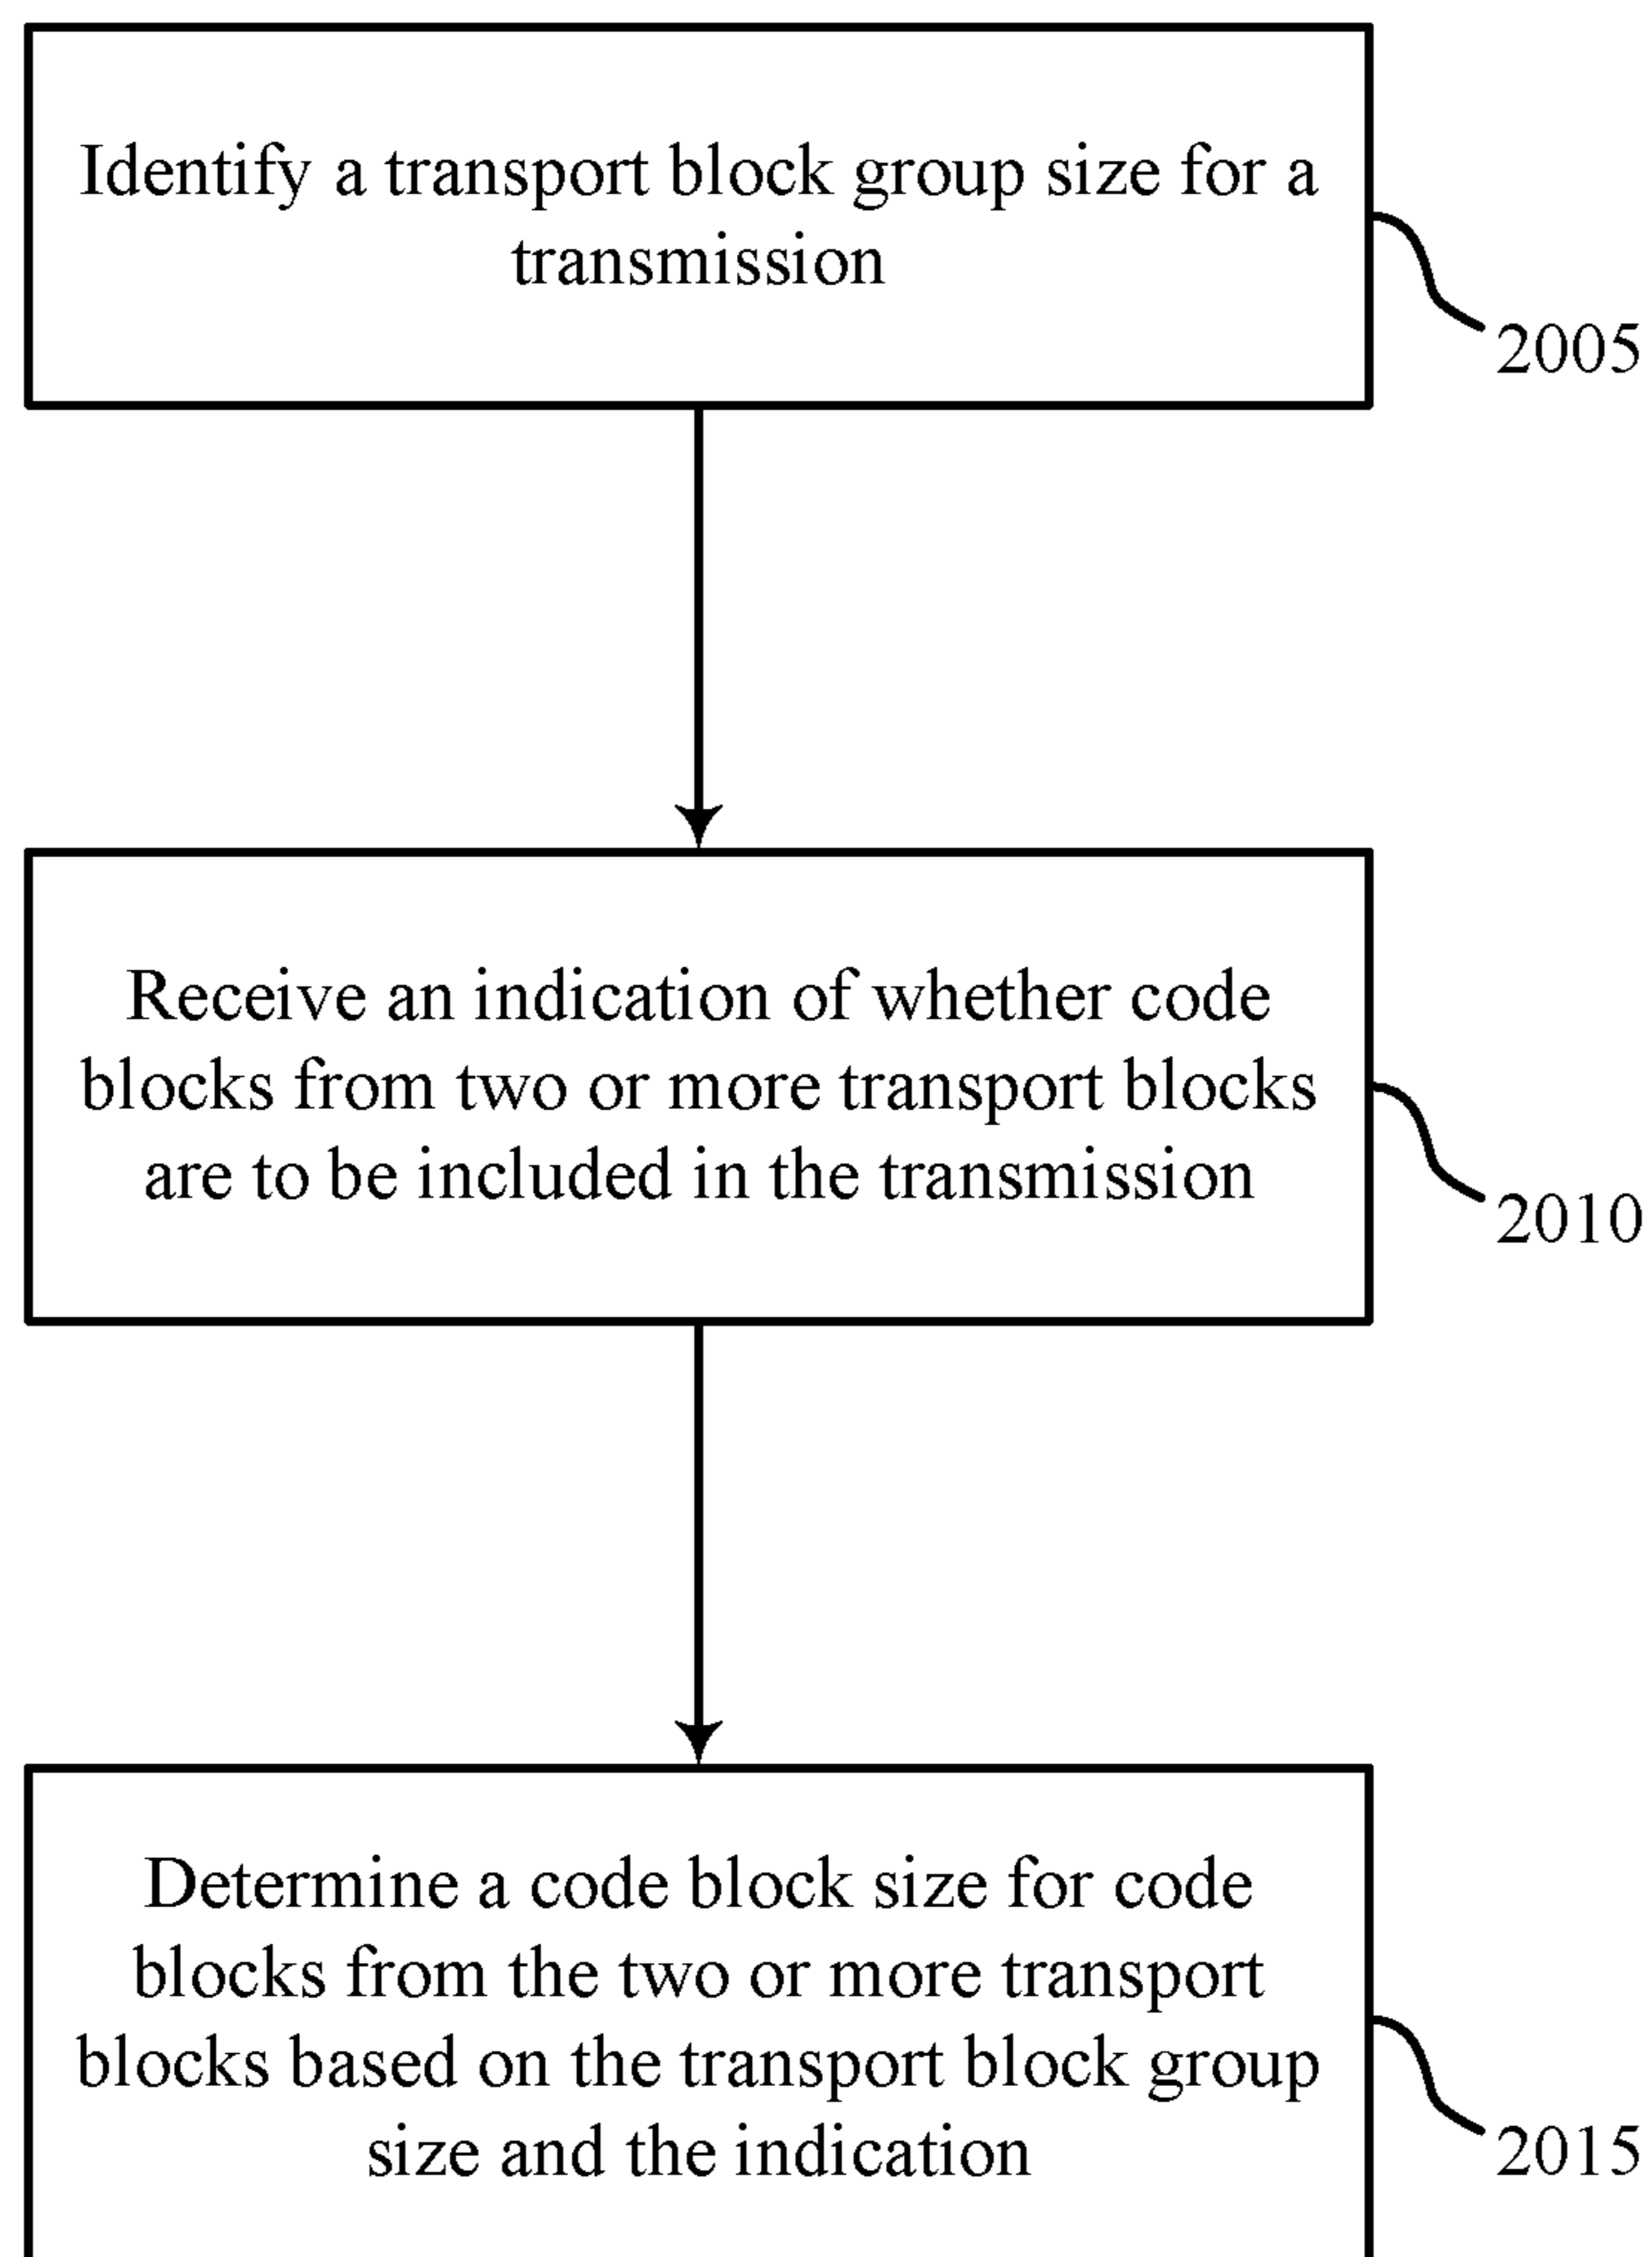 Identify a transport block group size for a
transmission
2005
Receive an indication of whether code
blocks from two or more transport blocks
are to be included in the transmission
2010
Determine a code block size for code
blocks from the two or more transport
blocks based on the transport block group
size and the indication
2015